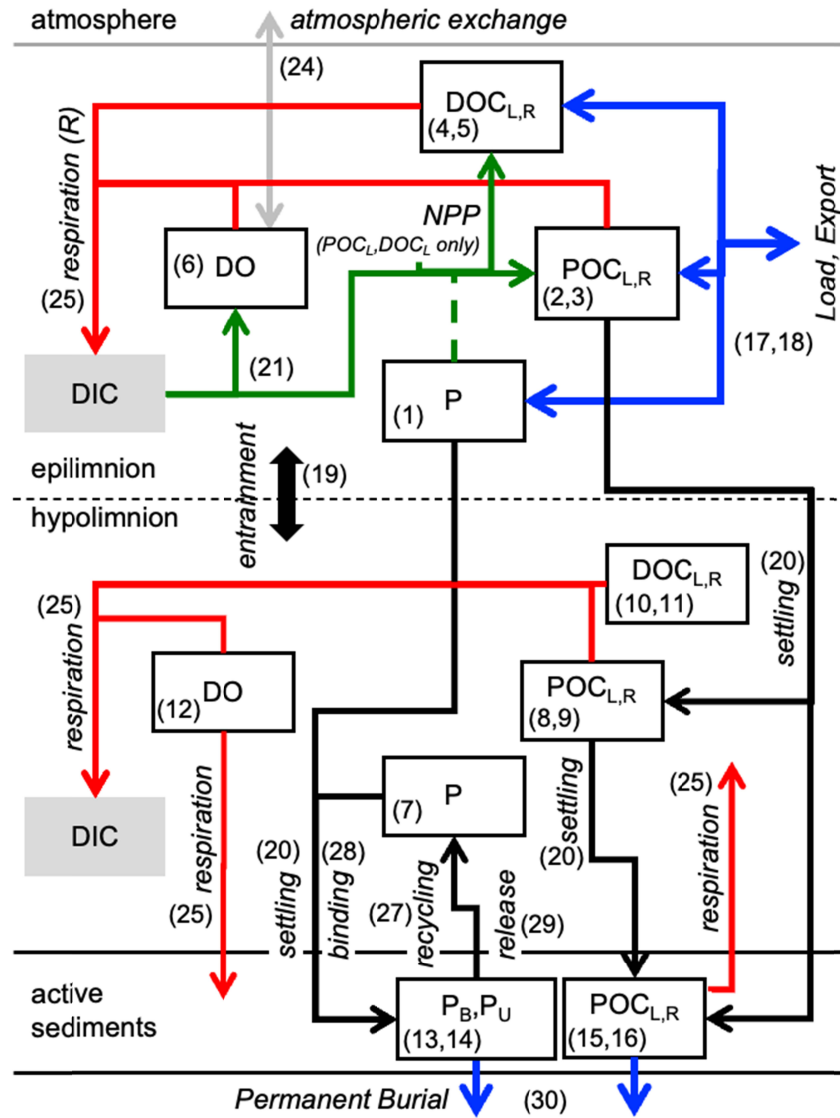 atmosphere
atmospheric exchange
(24)
DOCL,R
(4,5)
respiration (R)
(25)
NPP
(POCL,DOCL only)
(6) DO
POCL,R
(2,3)
Load, Export
(17,18)
(21)
DIC
P
(1)
epilimnion
entrainment
(19)
hypolimnion
DOCL,R
(10,11)
(20)
settling
(25)
respiration
DO
(12)
POCL,R
(8,9)
P
(7)
DIC
respiration
(25)
settling
(20)
(25)
respiration
(20)
settling
(28)
binding
(27)
recycling
release
(29)
active
sediments
PB,PU
(13,14)
POCL,R
(15,16)
Permanent Burial
(30)